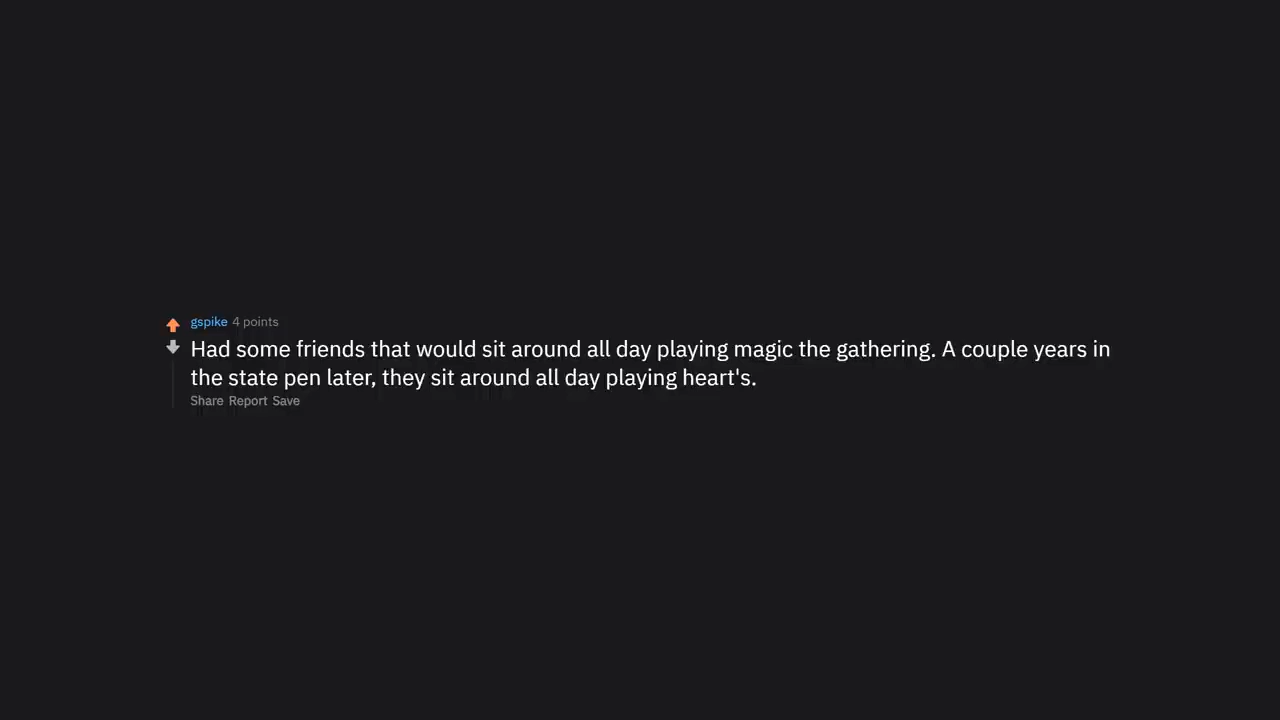 gspike 4 points
Had some friends that would sit around all day playing magic the gathering. A couple years in
the state pen later, they sit around all day playing heart's.
Share Report Save